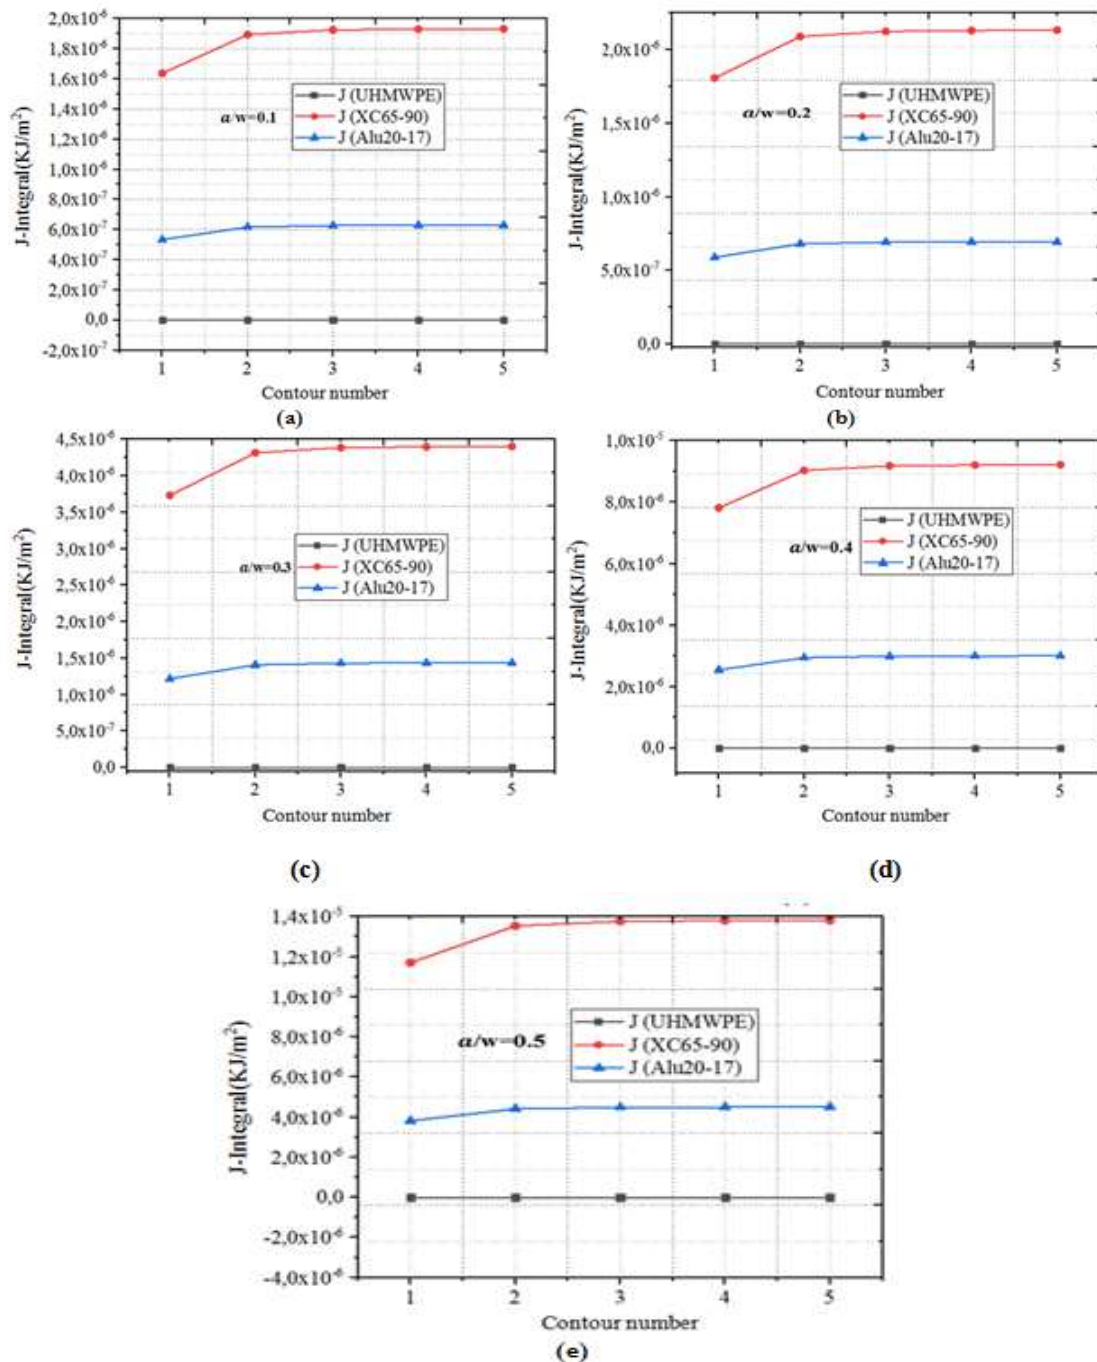 2,0x10⁻⁶
1,8x10⁻⁶
1,6x10⁻⁶
1,4x10⁻⁶
1,2x10⁻⁶
1,0x10⁻⁶
8,0x10⁻⁷
6,0x10⁻⁷
4,0x10⁻⁷
2,0x10⁻⁷
0,0
-2,0x10⁻⁷
J-Integral(KJ/m²)
a/w=0.1
J (UHMWPE)
J (XC65-90)
J (Alu20-17)
1 2 3 4 5
Contour number
(a)
2,0x10⁻⁶
1,5x10⁻⁶
1,0x10⁻⁶
5,0x10⁻⁷
0,0
J-Integral(KJ/m²)
a/w=0.2
J (UHMWPE)
J (XC65-90)
J (Alu20-17)
1 2 3 4 5
Contour number
(b)
4,5x10⁻⁶
4,0x10⁻⁶
3,5x10⁻⁶
3,0x10⁻⁶
2,5x10⁻⁶
2,0x10⁻⁶
1,5x10⁻⁶
1,0x10⁻⁶
5,0x10⁻⁷
0,0
J-Integral(KJ/m²)
a/w=0.3
J (UHMWPE)
J (XC65-90)
J (Alu20-17)
1 2 3 4 5
Contour number
(c)
1,0x10⁻⁵
8,0x10⁻⁶
6,0x10⁻⁶
4,0x10⁻⁶
2,0x10⁻⁶
0,0
J-Integral(KJ/m²)
a/w=0.4
J (UHMWPE)
J (XC65-90)
J (Alu20-17)
1 2 3 4 5
Contour number
(d)
1,4x10⁻⁵
1,2x10⁻⁵
1,0x10⁻⁵
8,0x10⁻⁶
6,0x10⁻⁶
4,0x10⁻⁶
2,0x10⁻⁶
0,0
-2,0x10⁻⁶
-4,0x10⁻⁶
J-Integral(KJ/m²)
a/w=0.5
J (UHMWPE)
J (XC65-90)
J (Alu20-17)
1 2 3 4 5
Contour number
(e)